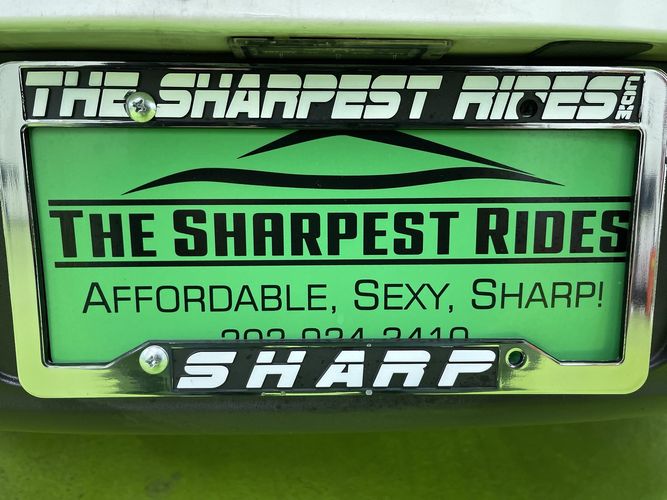 THE SHARPEST RIDES.COM
THE SHARPEST RIDES
AFFORDABLE, SEXY, SHARP!
SHARP